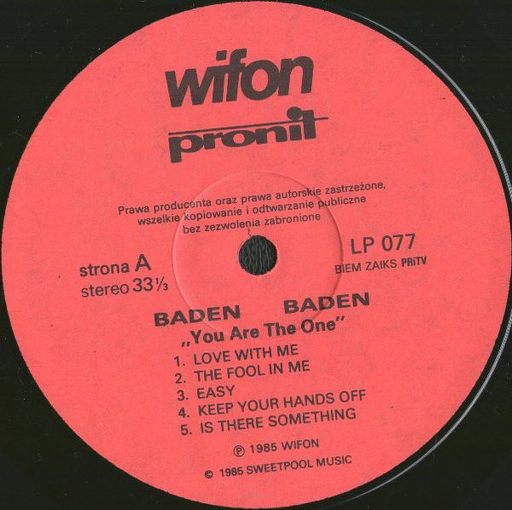 wifon
pronit
Prawa producenta oraz prawa autorskie zastrzeżone,
wszelkie kopiowanie i odtwarzanie publiczne
bez zezwolenia zabronione
strona A
stereo 33⅓
LP 077
BIEM ZAIKS PRiTV
BADEN BADEN
„You Are The One"
1. LOVE WITH ME
2. THE FOOL IN ME
3. EASY
4. KEEP YOUR HANDS OFF
5. IS THERE SOMETHING
℗ 1985 WIFON
© 1985 SWEETPOOL MUSIC